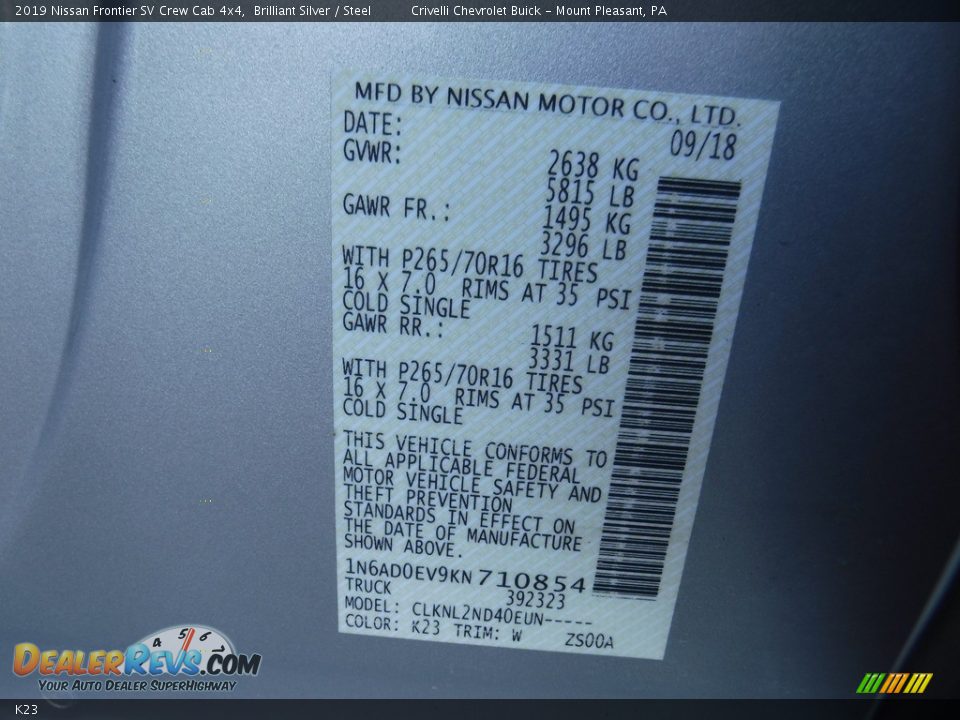 2019 Nissan Frontier SV Crew Cab 4x4, Brilliant Silver / Steel Crivelli Chevrolet Buick - Mount Pleasant, PA
MFD BY NISSAN MOTOR CO., LTD.
DATE: 09/18
GVWR: 2638 KG
5815 LB
GAWR FR.: 1495 KG
3296 LB
WITH P265/70R16 TIRES
16 X 7.0 RIMS AT 35 PSI
COLD SINGLE
GAWR RR.: 1511 KG
3331 LB
WITH P265/70R16 TIRES
16 X 7.0 RIMS AT 35 PSI
COLD SINGLE
THIS VEHICLE CONFORMS TO
ALL APPLICABLE FEDERAL
MOTOR VEHICLE SAFETY AND
THEFT PREVENTION
STANDARDS IN EFFECT ON
THE DATE OF MANUFACTURE
SHOWN ABOVE.
1N6AD0EV9KN710854
TRUCK 392323
MODEL: CLKNL2ND40EUN-----
COLOR: K23 TRIM: W ZS00A
4 5 6
DEALERREVS.COM
YOUR AUTO DEALER SUPERHIGHWAY
K23